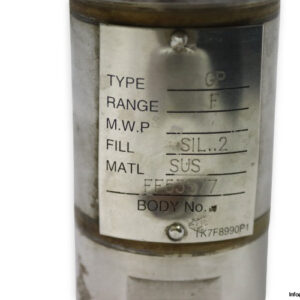 TYPE GP
RANGE F
M.W.P
FILL SIL..2
MATL SUS
BODY No.
TK7F8990P1